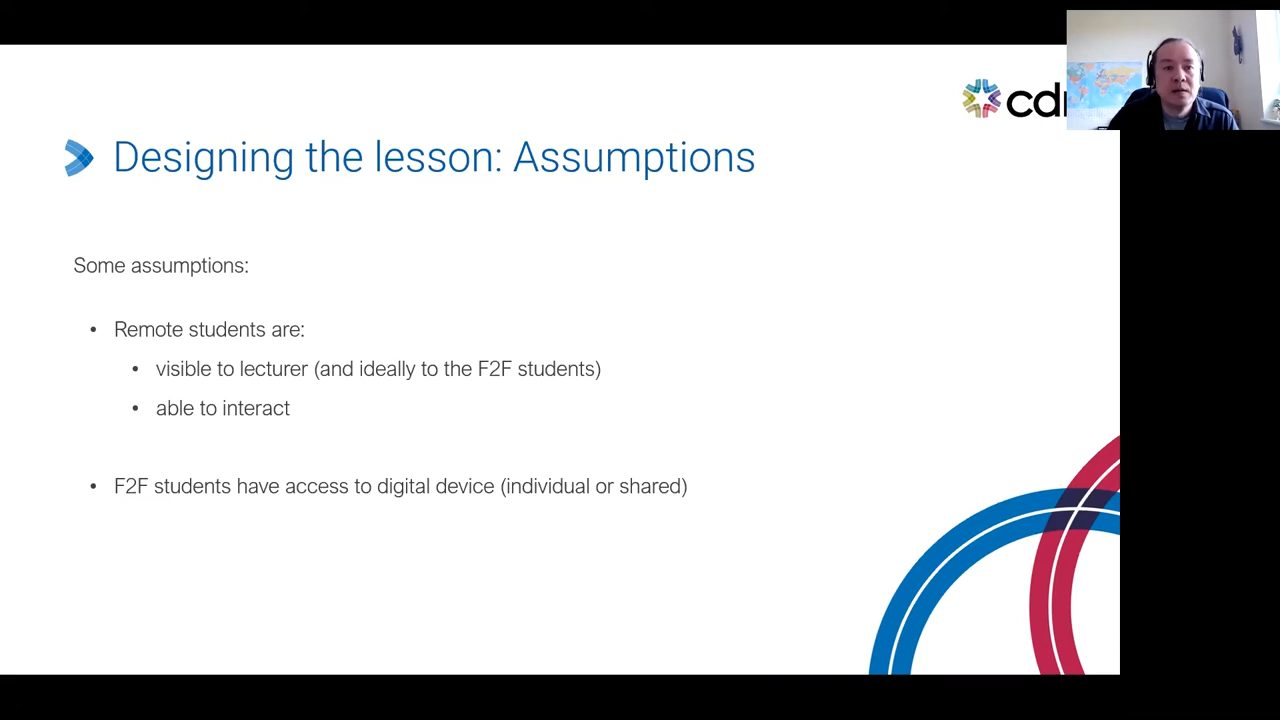 cd
Designing the lesson: Assumptions
Some assumptions:
• Remote students are:
• visible to lecturer (and ideally to the F2F students)
• able to interact
• F2F students have access to digital device (individual or shared)